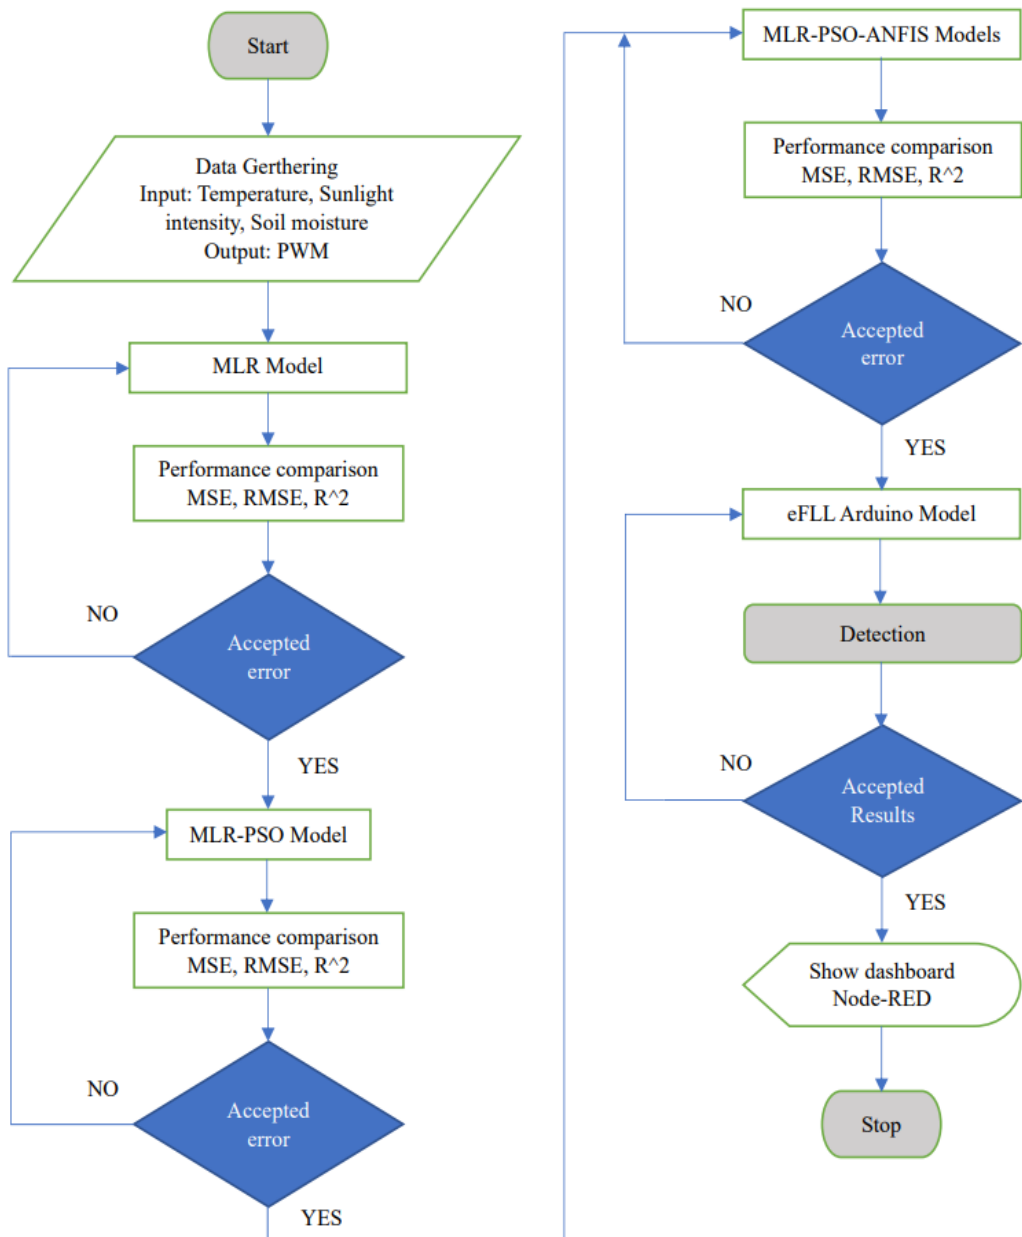 Start
Data Gerthering
Input: Temperature, Sunlight
intensity, Soil moisture
Output: PWM
MLR Model
Performance comparison
MSE, RMSE, R^2
NO
Accepted
error
YES
MLR-PSO Model
Performance comparison
MSE, RMSE, R^2
NO
Accepted
error
YES
MLR-PSO-ANFIS Models
Performance comparison
MSE, RMSE, R^2
NO
Accepted
error
YES
eFLL Arduino Model
Detection
NO
Accepted
Results
YES
Show dashboard
Node-RED
Stop